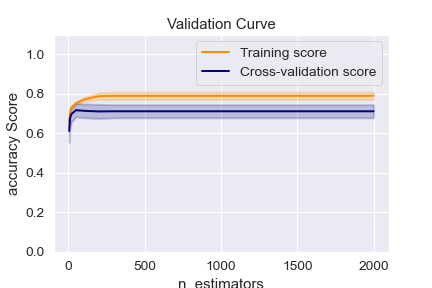 Validation Curve
Training score
Cross-validation score
accuracy Score
1.0
0.8
0.6
0.4
0.2
0.0
0 500 1000 1500 2000
n_estimators